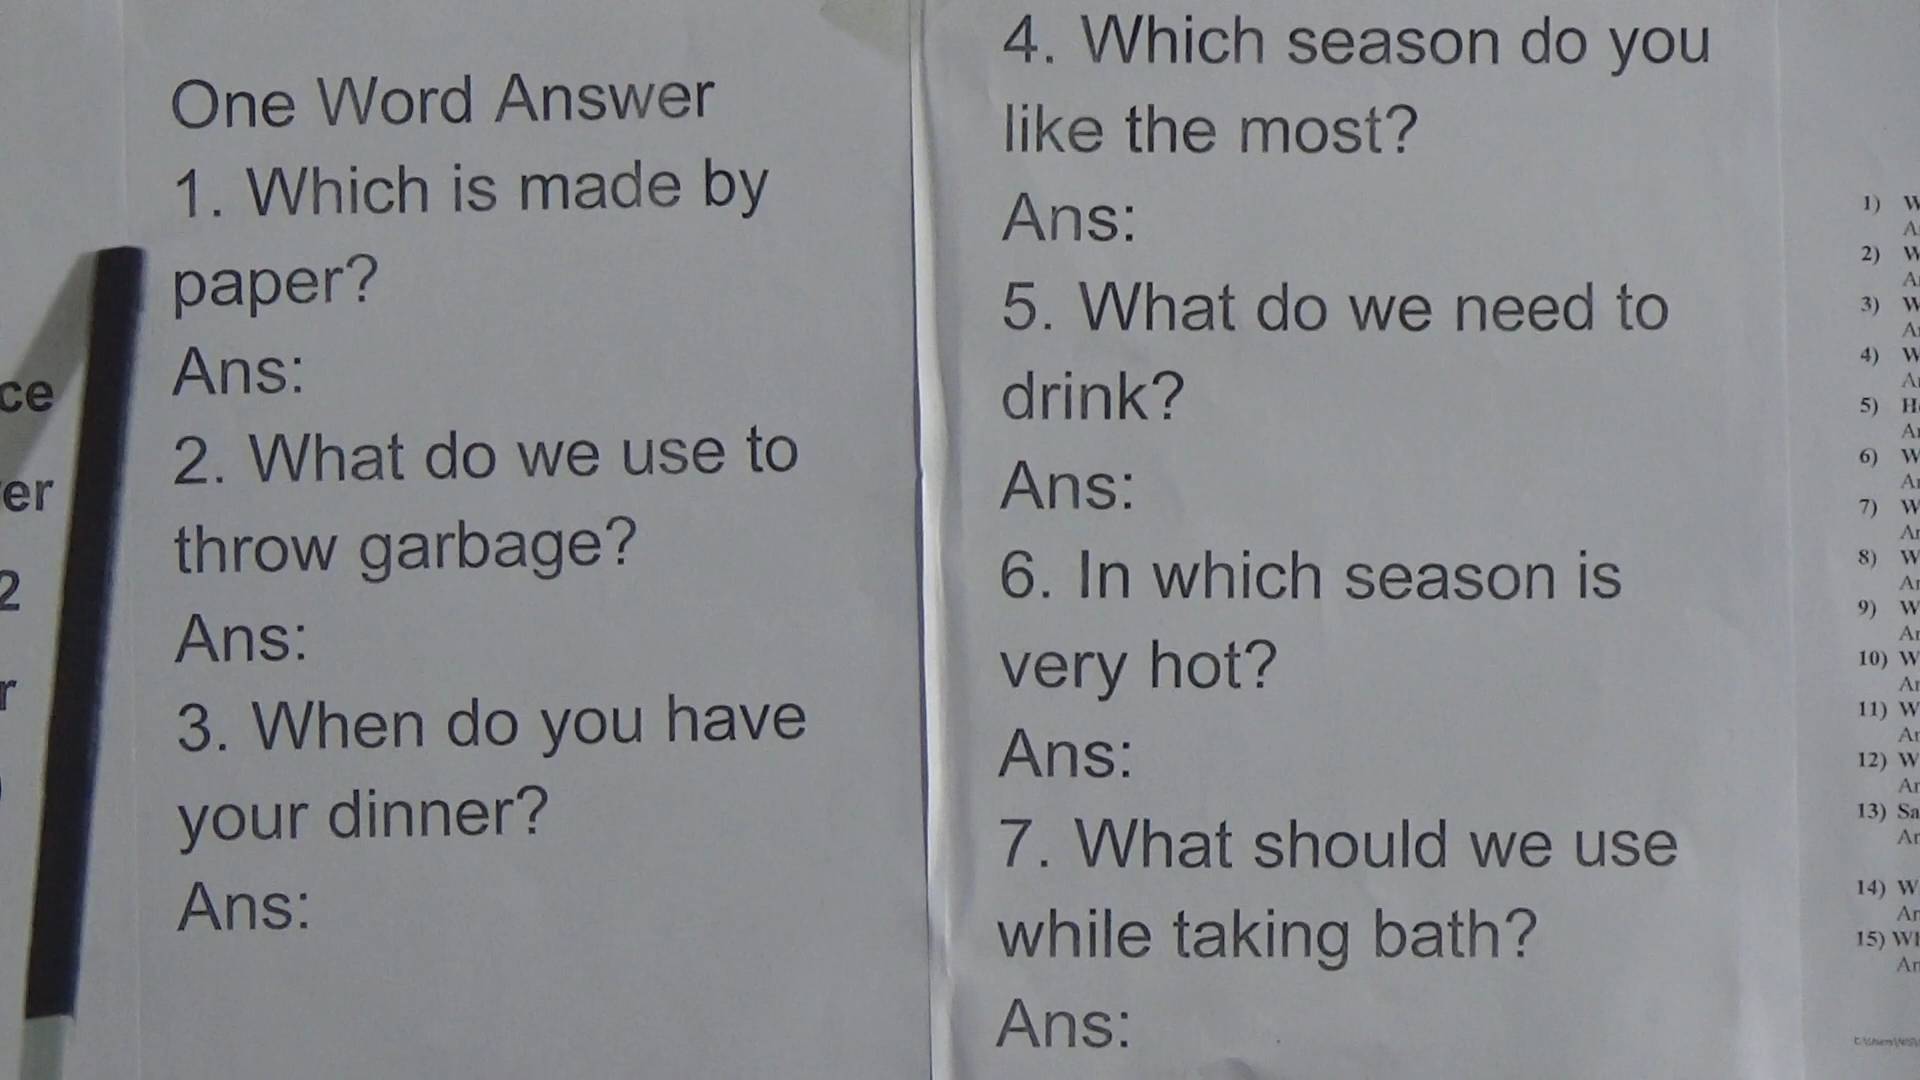 ce
er
2
r
One Word Answer
1. Which is made by
paper?
Ans:
2. What do we use to
throw garbage?
Ans:
3. When do you have
your dinner?
Ans:
4. Which season do you
like the most?
Ans:
5. What do we need to
drink?
Ans:
6. In which season is
very hot?
Ans:
7. What should we use
while taking bath?
Ans:
1)
2)
3)
4)
5)
6)
7)
8)
9)
10)
11)
12)
13) Sa
14)
15)